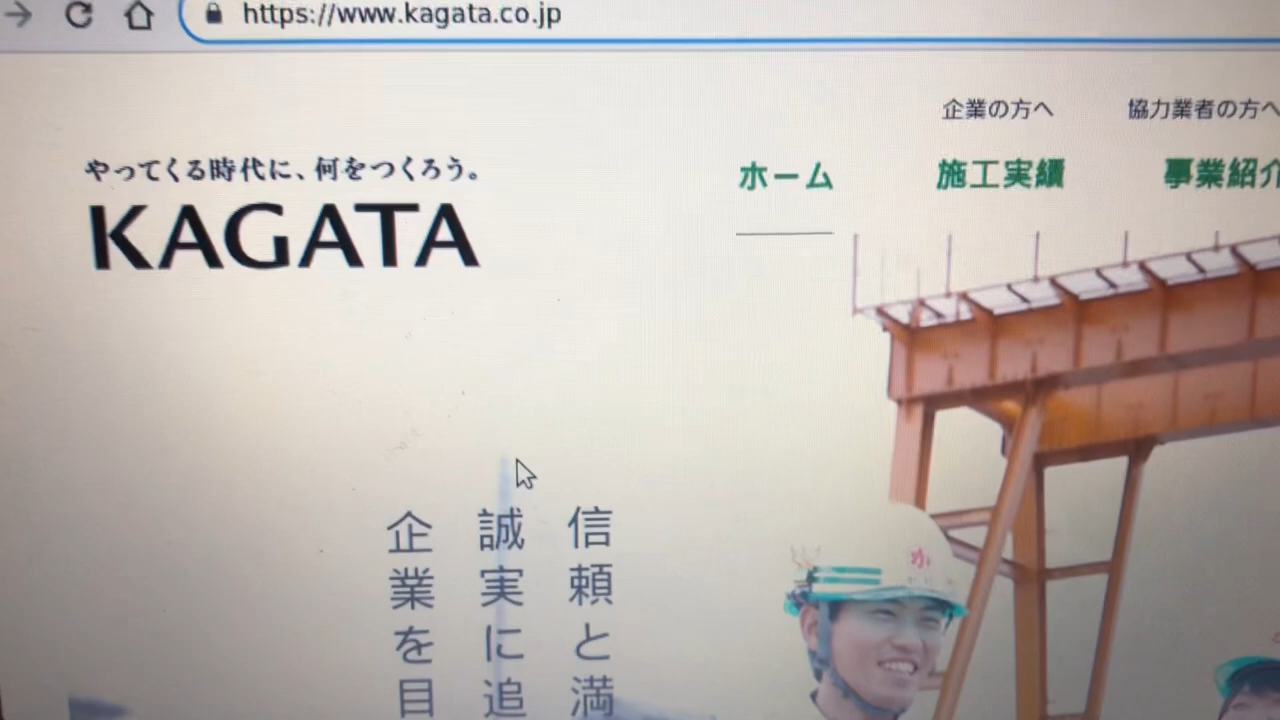 https://www.kagata.co.jp
企業の方へ
協力業者の方へ
やってくる時代に、何をつくろう。
KAGATA
ホーム
施工実績
事業紹介
信頼と満
誠実に追
企業を目
か